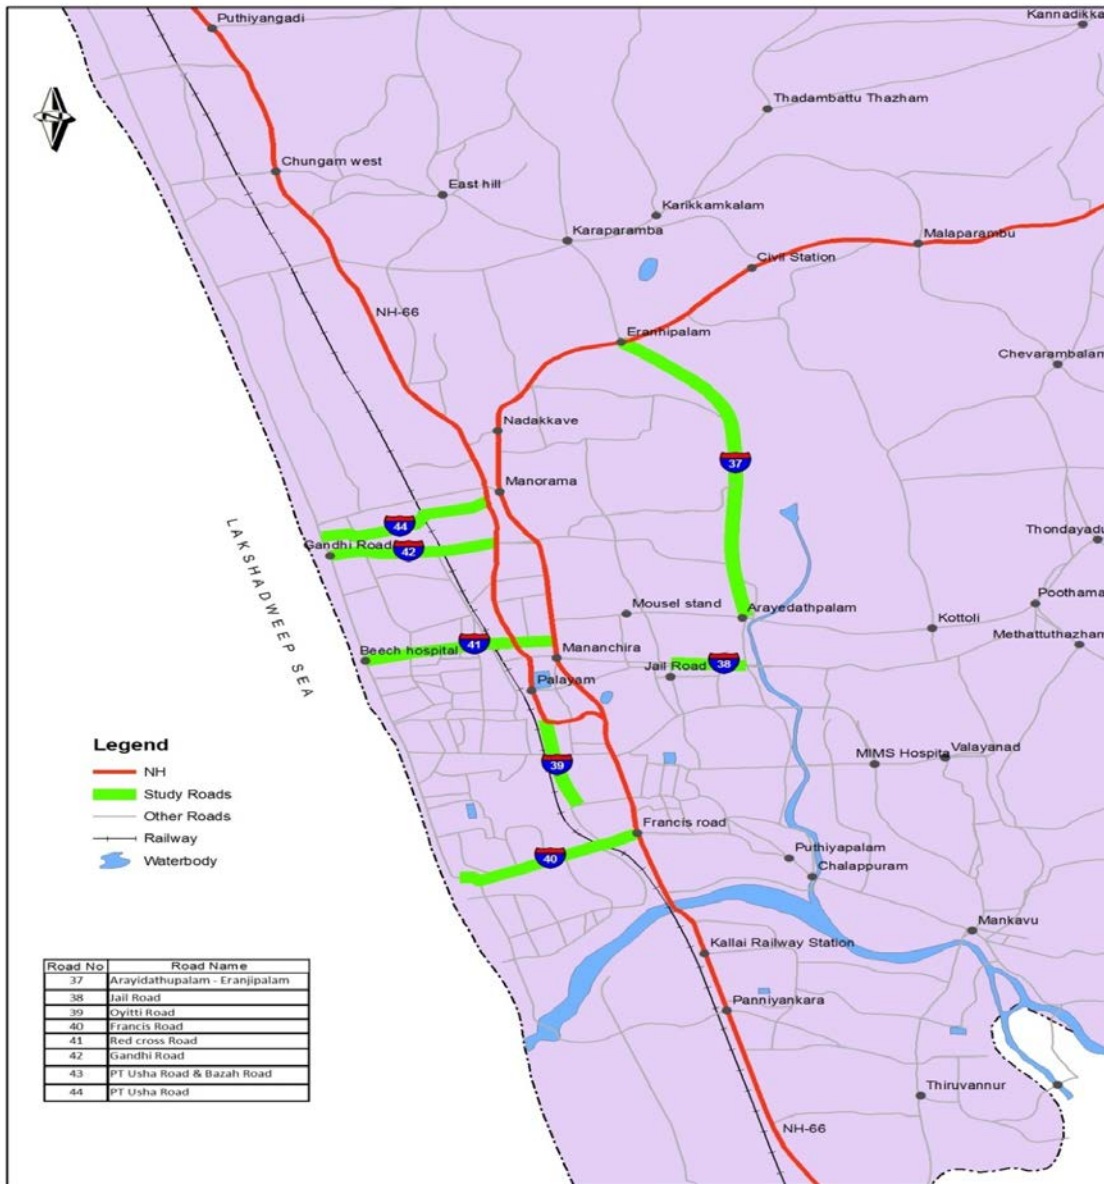 Puthiyangadi
Kannadikka
Thadambattu Thazham
Chungam west
East hill
Karikkamkalam
Karaparamba
Malaparambu
Civil Station
NH-66
Eranhipalam
Chevarambalam
Nadakkave
37
Manorama
44
Gandhi Road
42
Thondayadu
LAKSHADWEEP SEA
Mousel stand
Arayedathpalam
Poothama
Kottoli
Methattuthazham
41
Beech hospital
Mananchira
38
Jail Road
Palayam
MIMS Hospita
Valayanad
39
Legend
NH
Study Roads
Other Roads
Railway
Waterbody
Francis road
40
Puthiyapalam
Chalappuram
Mankavu
Kallai Railway Station
Panniyankara
Thiruvannur
NH-66
Road No Road Name
37 Arayidathupalam - Eranjipalam
38 Jail Road
39 Oyitti Road
40 Francis Road
41 Red cross Road
42 Gandhi Road
43 PT Usha Road & Bazah Road
44 PT Usha Road